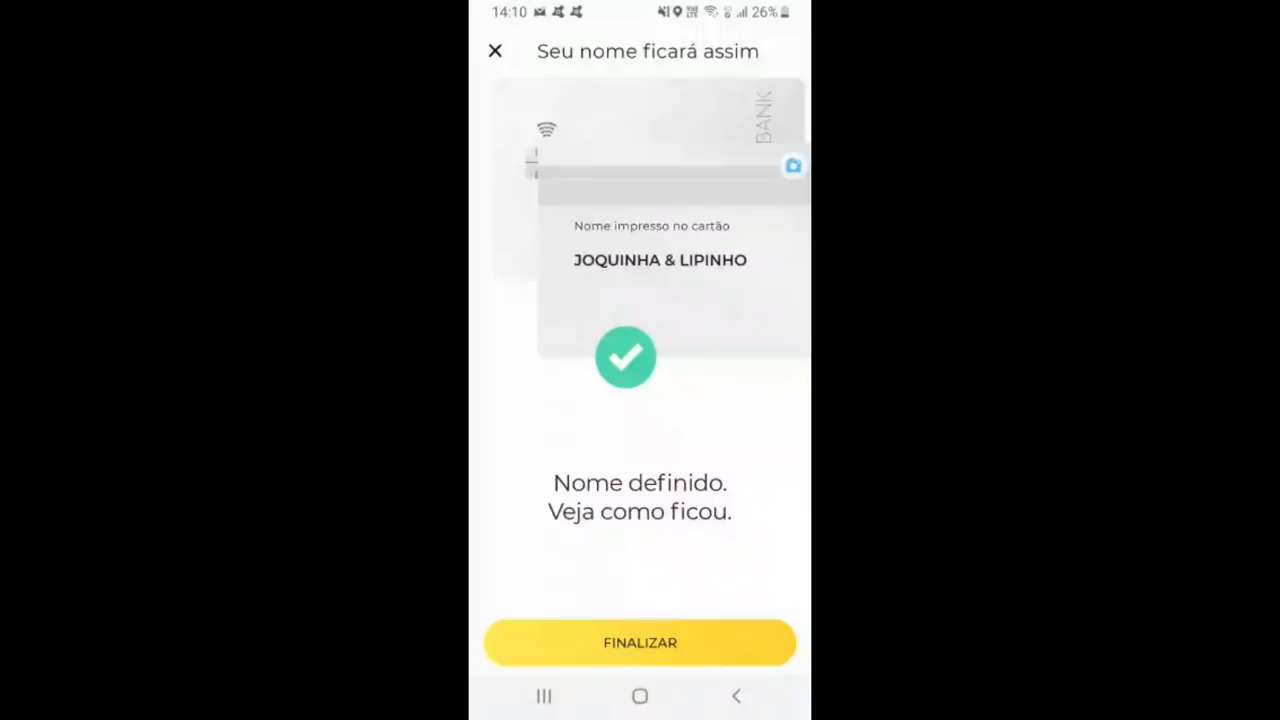 14:10
26%
Seu nome ficará assim
BANK
Nome impresso no cartão
JOQUINHA & LIPINHO
Nome definido.
Veja como ficou.
FINALIZAR